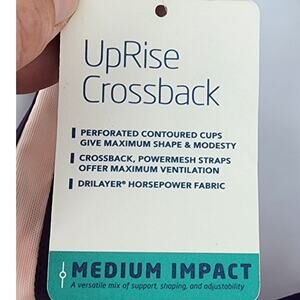 UpRise
Crossback
PERFORATED CONTOURED CUPS
GIVE MAXIMUM SHAPE & MODESTY
CROSSBACK, POWERMESH STRAPS
OFFER MAXIMUM VENTILATION
DRILAYER® HORSEPOWER FABRIC
MEDIUM IMPACT
A versatile mix of support, shaping, and adjustability